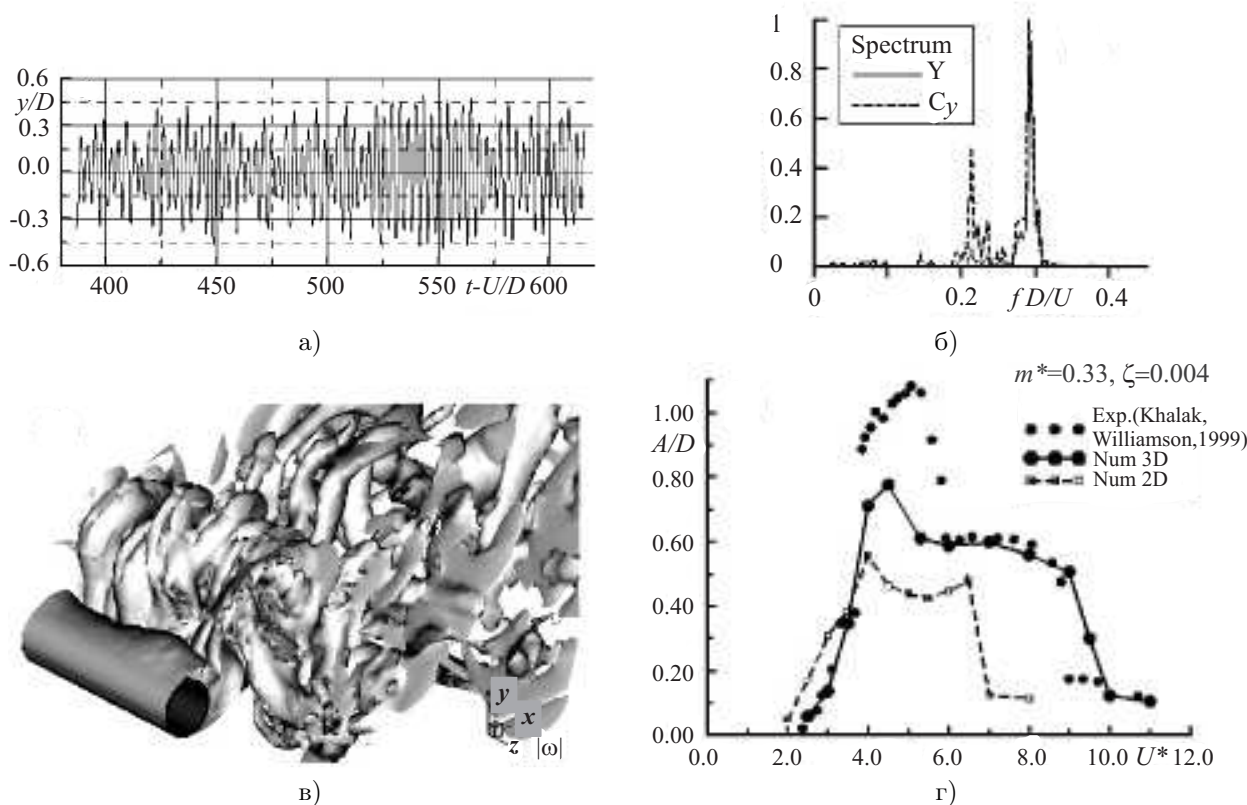 0.6
y/D
0.3
0.0
-0.3
-0.6
400 450 500 550 t-U/D 600
а)
1
0.8
0.6
0.4
0.2
0
0 0.2 fD/U 0.4
Spectrum
Y
Cy
б)
y
x
z |ω|
в)
m*=0.33, ζ=0.004
Exp.(Khalak,
Williamson,1999)
Num 3D
Num 2D
1.00
A/D
0.80
0.60
0.40
0.20
0.00
0.0 2.0 4.0 6.0 8.0 10.0 U* 12.0
г)